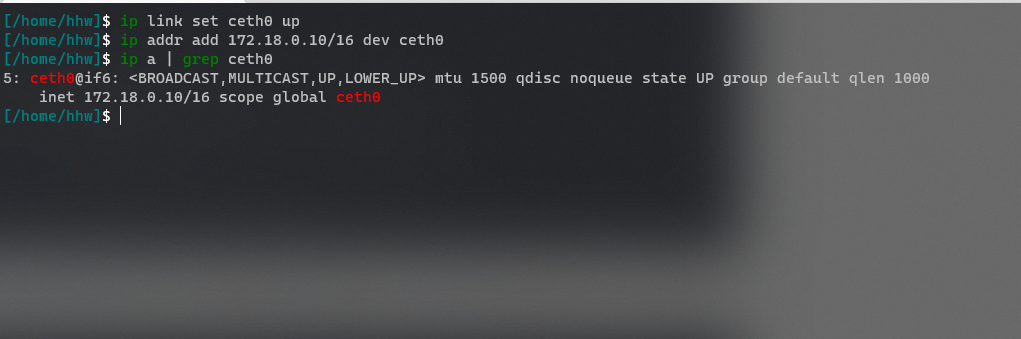 [/home/hhw]$ ip link set ceth0 up
[/home/hhw]$ ip addr add 172.18.0.10/16 dev ceth0
[/home/hhw]$ ip a | grep ceth0
5: ceth0@if6: <BROADCAST,MULTICAST,UP,LOWER_UP> mtu 1500 qdisc noqueue state UP group default qlen 1000
    inet 172.18.0.10/16 scope global ceth0
[/home/hhw]$